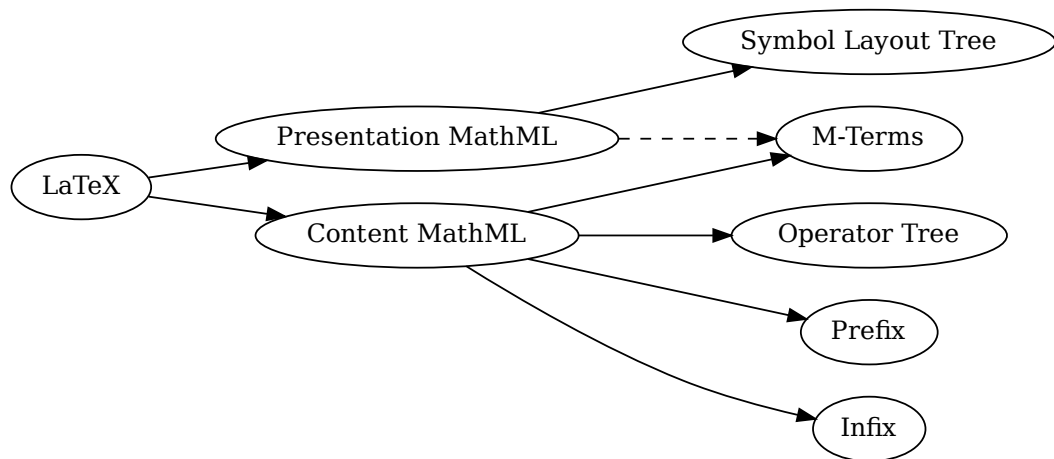 Symbol Layout Tree
Presentation MathML
M-Terms
LaTeX
Content MathML
Operator Tree
Prefix
Infix